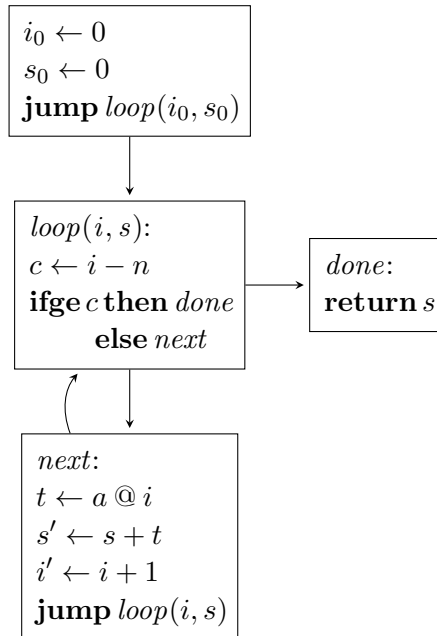 i₀ ← 0
s₀ ← 0
jump loop(i₀, s₀)
loop(i, s):
c ← i − n
ifge c then done
else next
done:
return s
next:
t ← a @ i
s′ ← s + t
i′ ← i + 1
jump loop(i, s)